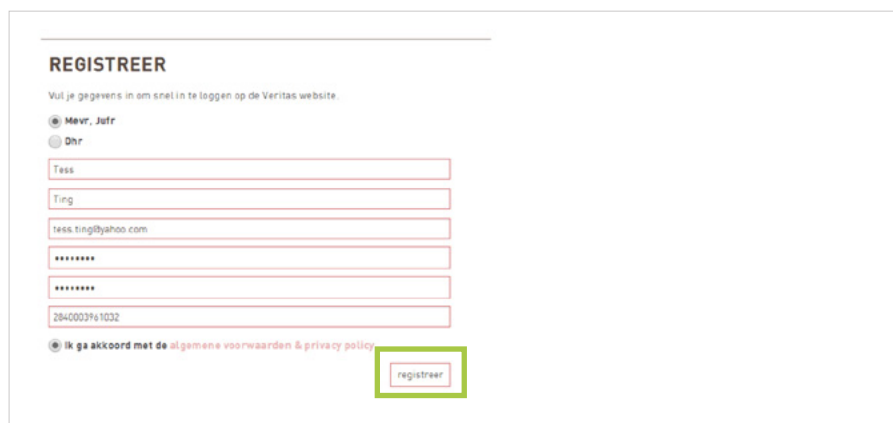 REGISTREER
Vul je gegevens in om snel in te loggen op de Veritas website.
Mevr, Jufr
Dhr
Tess
Ting
tess.ting@yahoo.com
••••••••
••••••••
2840003961032
Ik ga akkoord met de algemene voorwaarden & privacy policy
registreer